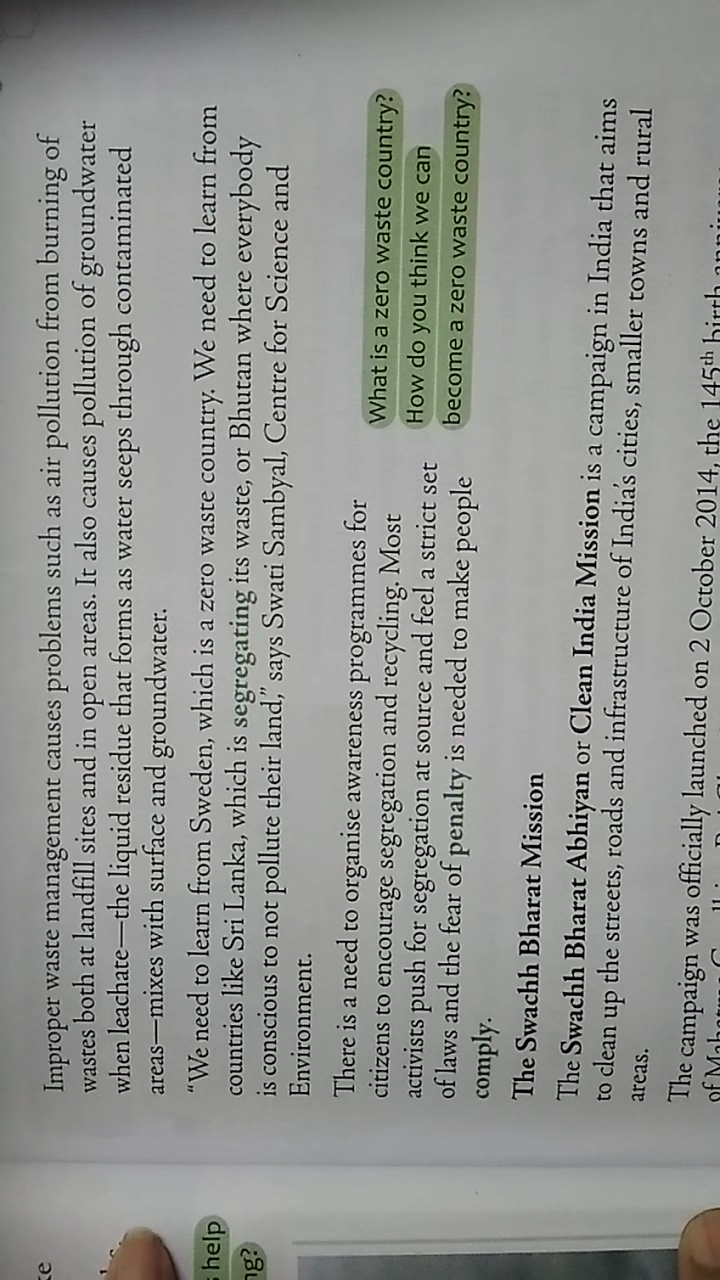 Improper waste management causes problems such as air pollution from burning of
wastes both at landfill sites and in open areas. It also causes pollution of groundwater
when leachate—the liquid residue that forms as water seeps through contaminated
areas—mixes with surface and groundwater.
“We need to learn from Sweden, which is a zero waste country. We need to learn from
countries like Sri Lanka, which is segregating its waste, or Bhutan where everybody
is conscious to not pollute their land,” says Swati Sambyal, Centre for Science and
Environment.
There is a need to organise awareness programmes for
citizens to encourage segregation and recycling. Most
activists push for segregation at source and feel a strict set
of laws and the fear of penalty is needed to make people
comply.
What is a zero waste country?
How do you think we can
become a zero waste country?
The Swachh Bharat Mission
The Swachh Bharat Abhiyan or Clean India Mission is a campaign in India that aims
to clean up the streets, roads and infrastructure of India's cities, smaller towns and rural
areas.
The campaign was officially launched on 2 October 2014, the 145th birth
of
help